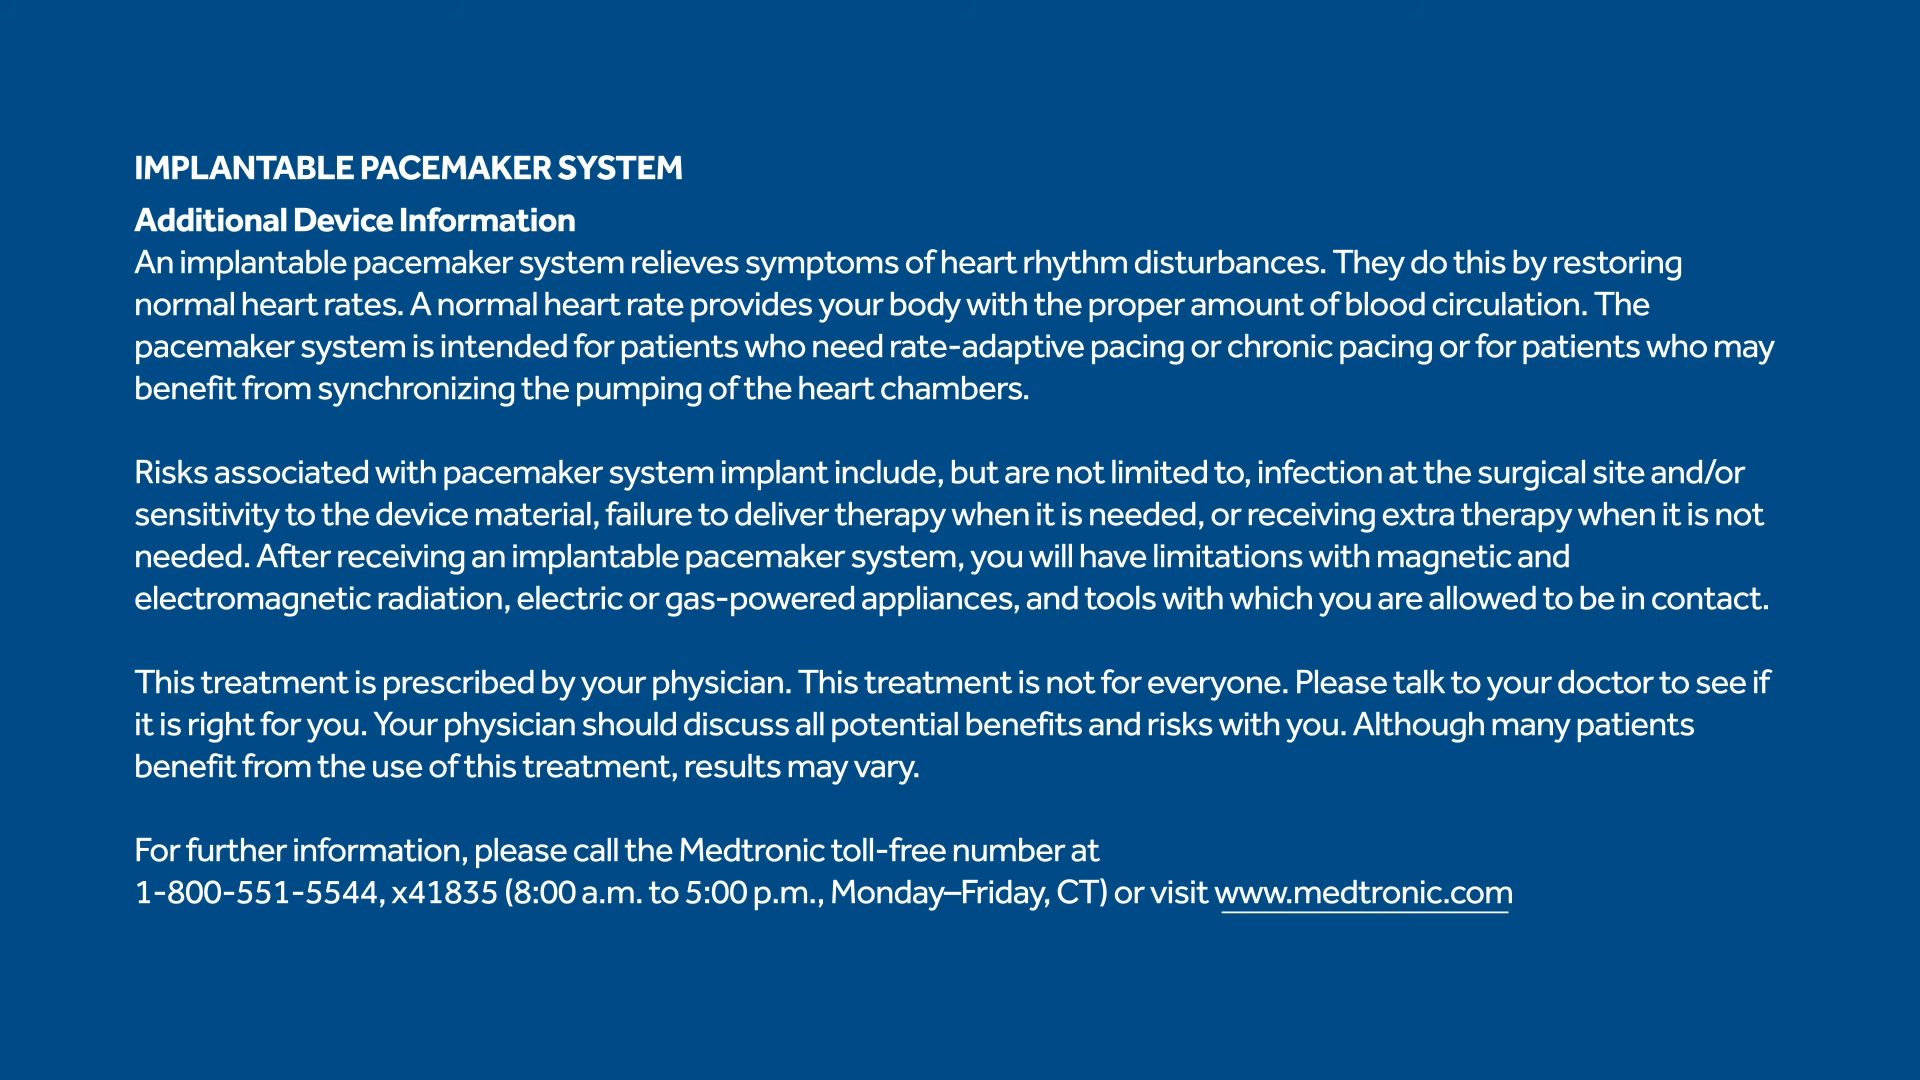 IMPLANTABLE PACEMAKER SYSTEM
Additional Device Information
An implantable pacemaker system relieves symptoms of heart rhythm disturbances. They do this by restoring
normal heart rates. A normal heart rate provides your body with the proper amount of blood circulation. The
pacemaker system is intended for patients who need rate-adaptive pacing or chronic pacing or for patients who may
benefit from synchronizing the pumping of the heart chambers.
Risks associated with pacemaker system implant include, but are not limited to, infection at the surgical site and/or
sensitivity to the device material, failure to deliver therapy when it is needed, or receiving extra therapy when it is not
needed. After receiving an implantable pacemaker system, you will have limitations with magnetic and
electromagnetic radiation, electric or gas-powered appliances, and tools with which you are allowed to be in contact.
This treatment is prescribed by your physician. This treatment is not for everyone. Please talk to your doctor to see if
it is right for you. Your physician should discuss all potential benefits and risks with you. Although many patients
benefit from the use of this treatment, results may vary.
For further information, please call the Medtronic toll-free number at
1-800-551-5544, x41835 (8:00 a.m. to 5:00 p.m., Monday–Friday, CT) or visit www.medtronic.com